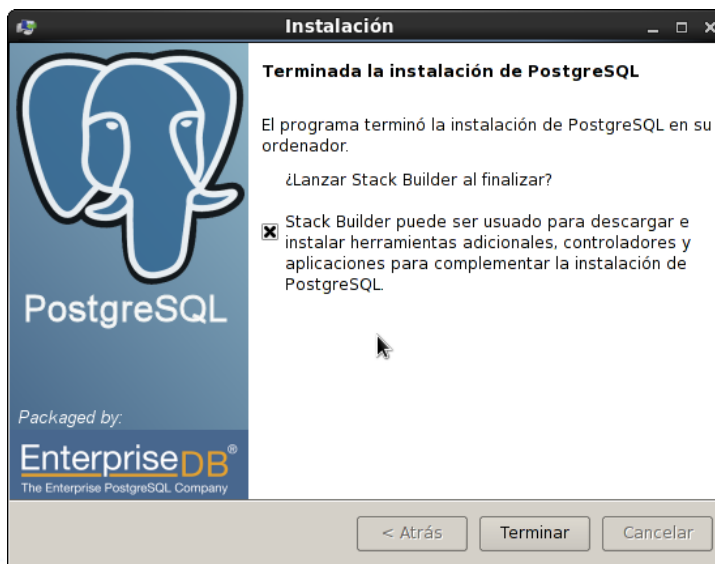 Instalación
Terminada la instalación de PostgreSQL
El programa terminó la instalación de PostgreSQL en su
ordenador.
¿Lanzar Stack Builder al finalizar?
Stack Builder puede ser usado para descargar e
instalar herramientas adicionales, controladores y
aplicaciones para complementar la instalación de
PostgreSQL.
PostgreSQL
Packaged by:
EnterpriseDB®
The Enterprise PostgreSQL Company
< Atrás
Terminar
Cancelar